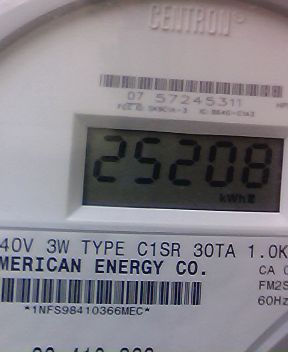 CENTRON®
07 57245311
25208
kWh
40V 3W TYPE C1SR 30TA 1.0K
MERICAN ENERGY CO.
CA
FM2S
60Hz
*1NFS98410366MEC*